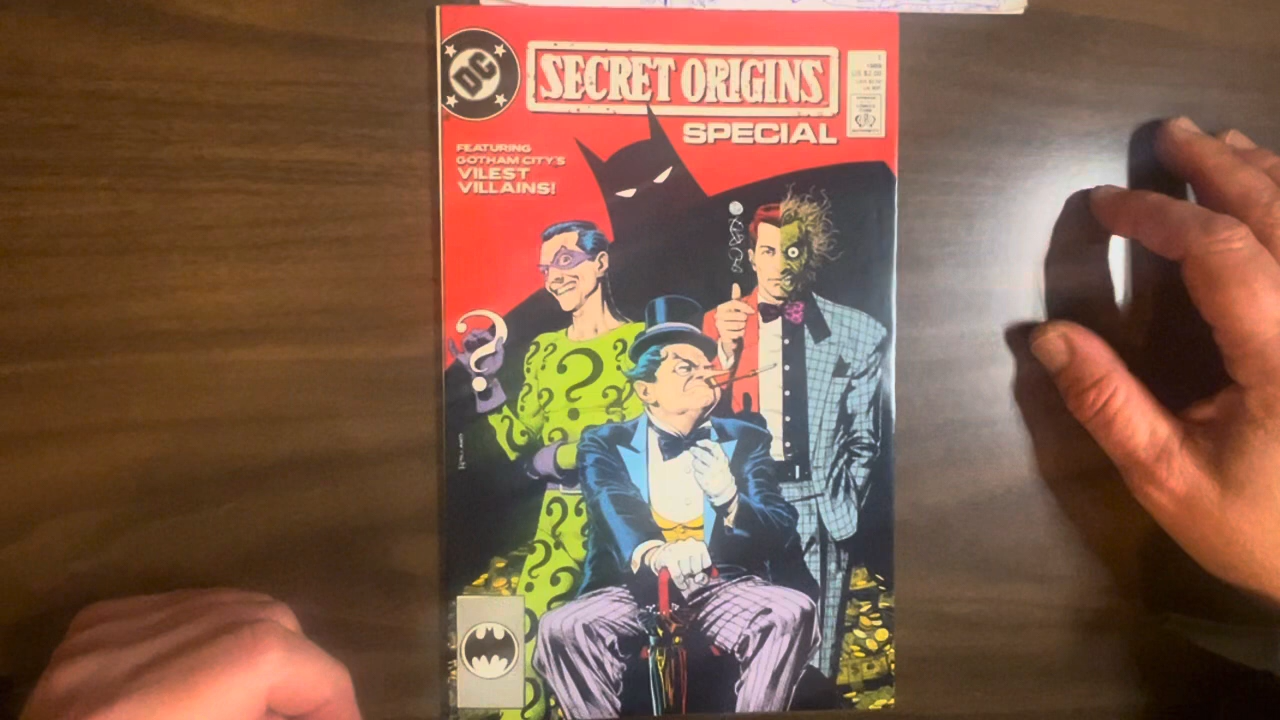 DC
SECRET ORIGINS
SPECIAL
FEATURING
GOTHAM CITY'S
VILEST
VILLAINS!